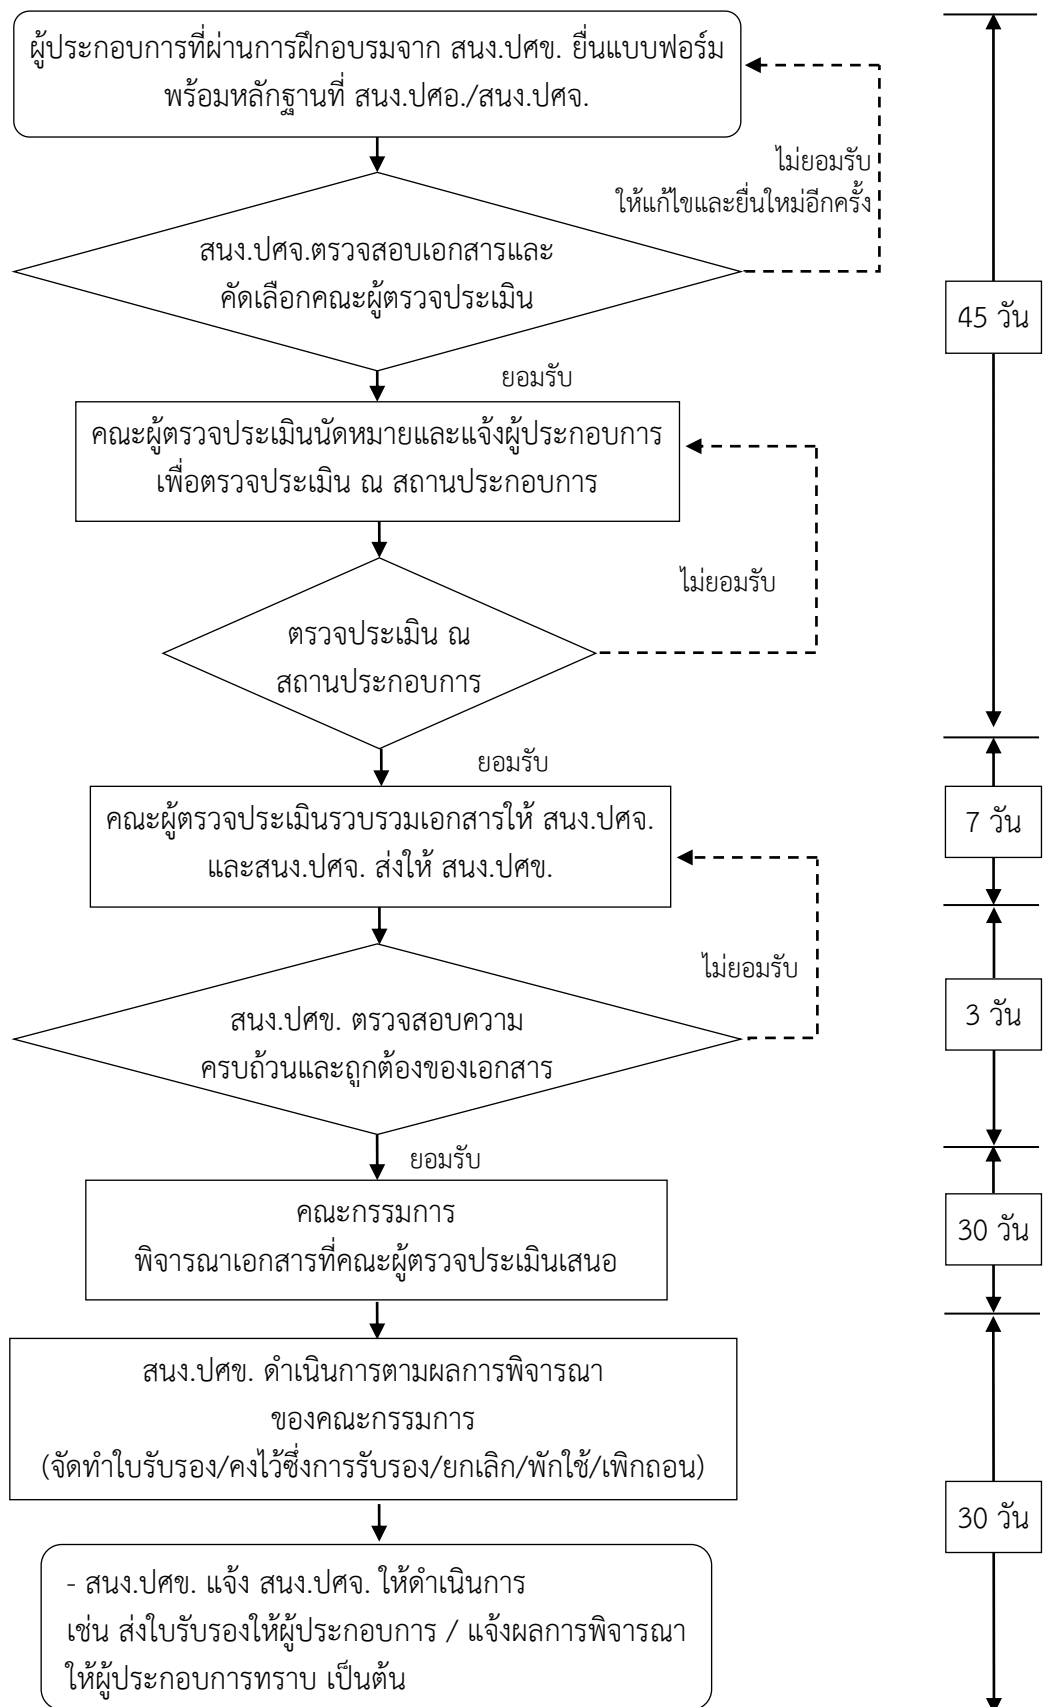 ผู้ประกอบการที่ผ่านการฝึกอบรมจาก สนง.ปศข. ยื่นแบบฟอร์ม
พร้อมหลักฐานที่ สนง.ปศอ./สนง.ปศจ.
ไม่ยอมรับ
ให้แก้ไขและยื่นใหม่อีกครั้ง
สนง.ปศจ.ตรวจสอบเอกสารและ
คัดเลือกคณะผู้ตรวจประเมิน
45 วัน
ยอมรับ
คณะผู้ตรวจประเมินนัดหมายและแจ้งผู้ประกอบการ
เพื่อตรวจประเมิน ณ สถานประกอบการ
ไม่ยอมรับ
ตรวจประเมิน ณ
สถานประกอบการ
ยอมรับ
คณะผู้ตรวจประเมินรวบรวมเอกสารให้ สนง.ปศจ.
และสนง.ปศจ. ส่งให้ สนง.ปศข.
7 วัน
ไม่ยอมรับ
สนง.ปศข. ตรวจสอบความ
ครบถ้วนและถูกต้องของเอกสาร
3 วัน
ยอมรับ
คณะกรรมการ
พิจารณาเอกสารที่คณะผู้ตรวจประเมินเสนอ
30 วัน
สนง.ปศข. ดำเนินการตามผลการพิจารณา
ของคณะกรรมการ
(จัดทำใบรับรอง/คงไว้ซึ่งการรับรอง/ยกเลิก/พักใช้/เพิกถอน)
30 วัน
- สนง.ปศข. แจ้ง สนง.ปศจ. ให้ดำเนินการ
เช่น ส่งใบรับรองให้ผู้ประกอบการ / แจ้งผลการพิจารณา
ให้ผู้ประกอบการทราบ เป็นต้น